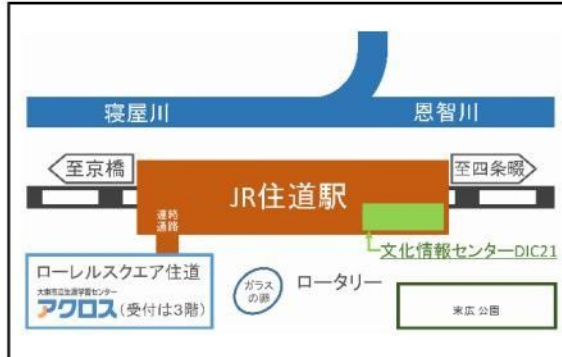 寝屋川
恩智川
至京橋
至四条畷
JR住道駅
連絡
通路
文化情報センターDIC21
ローレルスクエア住道
大東市立生涯学習センター
アクロス(受付は3階)
ガラス
の卵
ロータリー
末広 公園